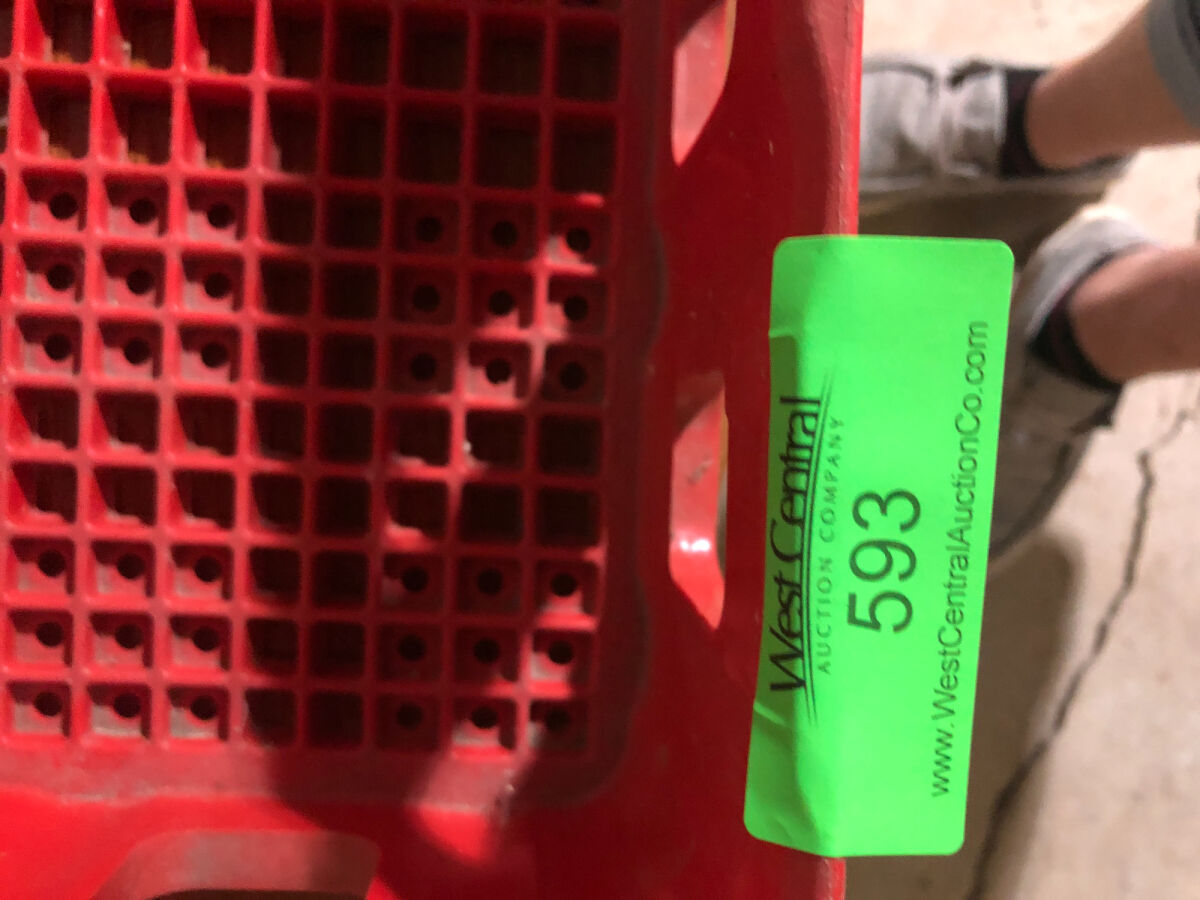 West Central
AUCTION COMPANY
593
www.WestCentralAuctionCo.com